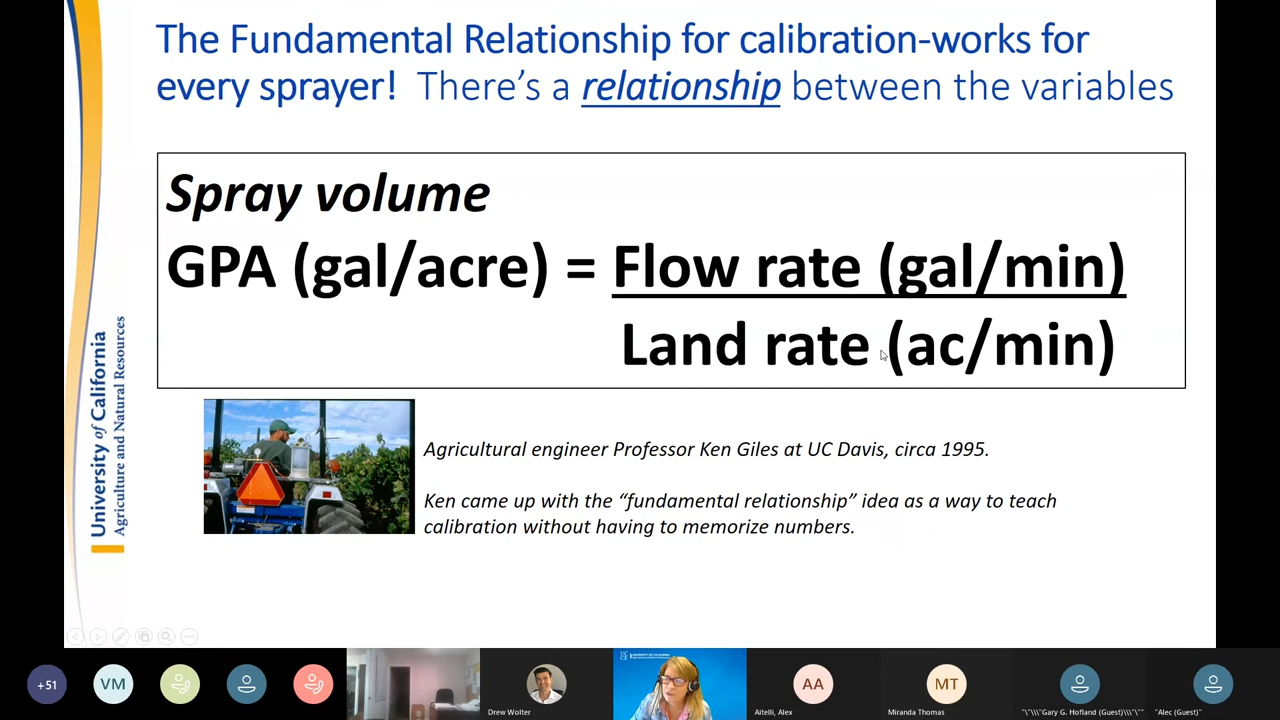 The Fundamental Relationship for calibration-works for
every sprayer! There's a relationship between the variables
Spray volume
GPA (gal/acre) = Flow rate (gal/min)
Land rate (ac/min)
University of California
Agriculture and Natural Resources
Agricultural engineer Professor Ken Giles at UC Davis, circa 1995.
Ken came up with the “fundamental relationship” idea as a way to teach
calibration without having to memorize numbers.
+51
VM
AA
MT
Drew Wolter
Aitelli, Alex
Miranda Thomas
"\"\\\"Gary G. Hofland (Guest)\\\"\""
"Alec (Guest)"